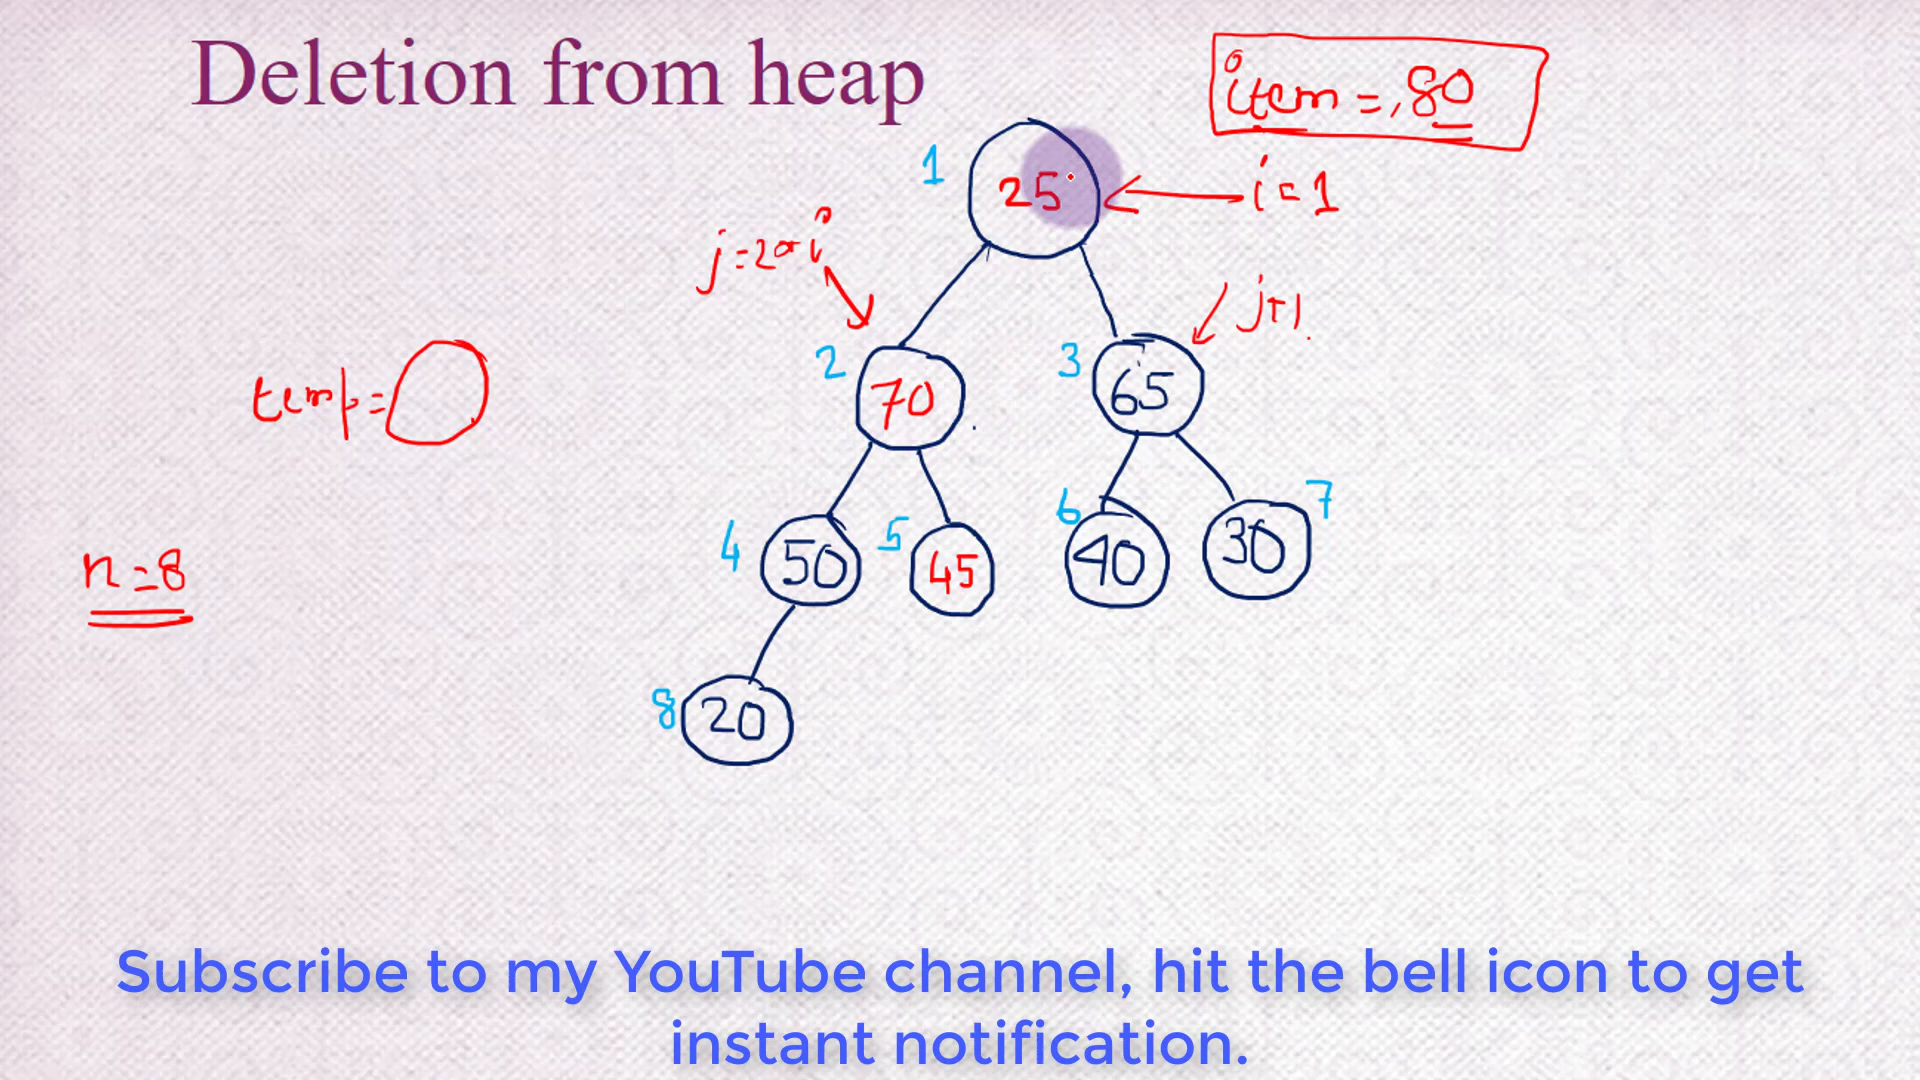 Deletion from heap
item = 80
1
25
i = 1
j = 2 * i
j+1
2
70
3
65
temp =
4
50
5
45
6
40
7
30
n = 8
8
20
Subscribe to my YouTube channel, hit the bell icon to get
instant notification.